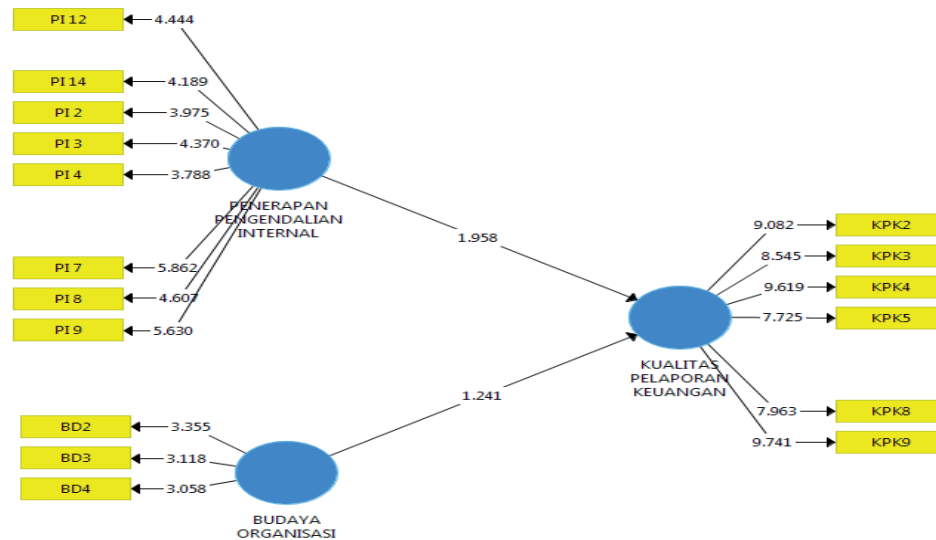 PI 12
4.444
PI 14
4.189
PI 2
3.975
PI 3
4.370
PI 4
3.788
PENERAPAN
PENGENDALIAN
INTERNAL
PI 7
5.862
PI 8
4.607
PI 9
5.630
1.958
9.082
KPK2
8.545
KPK3
9.619
KPK4
7.725
KPK5
KUALITAS
PELAPORAN
KEUANGAN
7.963
KPK8
9.741
KPK9
1.241
BD2
3.355
BD3
3.118
BD4
3.058
BUDAYA
ORGANISASI